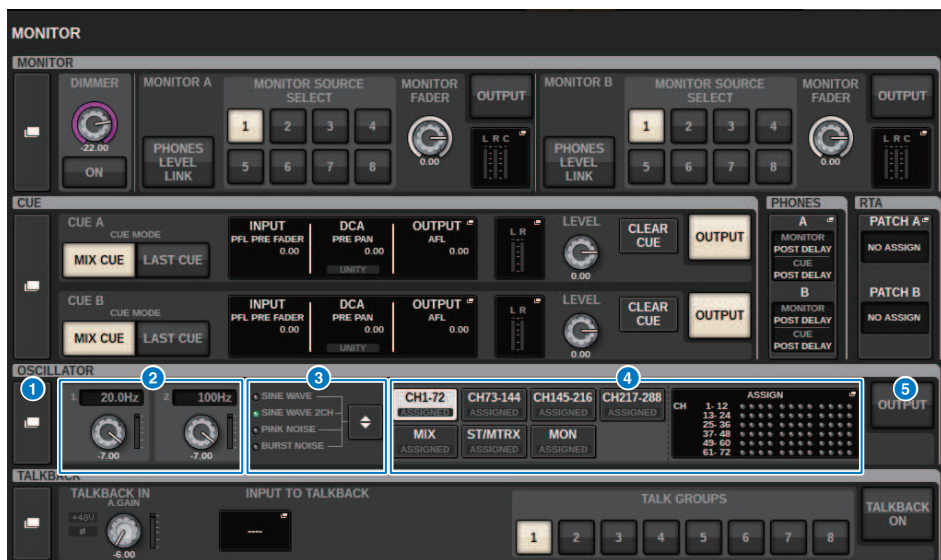 MONITOR
MONITOR
DIMMER
-22.00
ON
MONITOR A
PHONES
LEVEL
LINK
MONITOR SOURCE
SELECT
1 2 3 4
5 6 7 8
MONITOR
FADER
0.00
OUTPUT
L R C
MONITOR B
PHONES
LEVEL
LINK
MONITOR SOURCE
SELECT
1 2 3 4
5 6 7 8
MONITOR
FADER
0.00
OUTPUT
L R C
CUE
CUE A
CUE MODE
MIX CUE LAST CUE
INPUT
PFL PRE FADER
0.00
DCA
PRE PAN
0.00
UNITY
OUTPUT
AFL
0.00
L R
LEVEL
0.00
CLEAR
CUE
OUTPUT
CUE B
CUE MODE
MIX CUE LAST CUE
INPUT
PFL PRE FADER
0.00
DCA
PRE PAN
0.00
UNITY
OUTPUT
AFL
0.00
L R
LEVEL
0.00
CLEAR
CUE
OUTPUT
PHONES
A
MONITOR
POST DELAY
CUE
POST DELAY
B
MONITOR
POST DELAY
CUE
POST DELAY
RTA
PATCH A
NO ASSIGN
PATCH B
NO ASSIGN
OSCILLATOR
1
2
1 20.0Hz
-7.00
2 100Hz
-7.00
3
SINE WAVE
SINE WAVE 2CH
PINK NOISE
BURST NOISE
4
CH1-72
ASSIGNED
CH73-144
ASSIGNED
CH145-216
ASSIGNED
CH217-288
ASSIGNED
MIX
ASSIGNED
ST/MTRX
ASSIGNED
MON
ASSIGNED
ASSIGN
CH 1- 12
13- 24
25- 36
37- 48
49- 60
61- 72
5
OUTPUT
TALKBACK
TALKBACK IN
A.GAIN
+48V
ø
-6.00
INPUT TO TALKBACK
----
TALK GROUPS
1 2 3 4 5 6 7 8
TALKBACK
ON